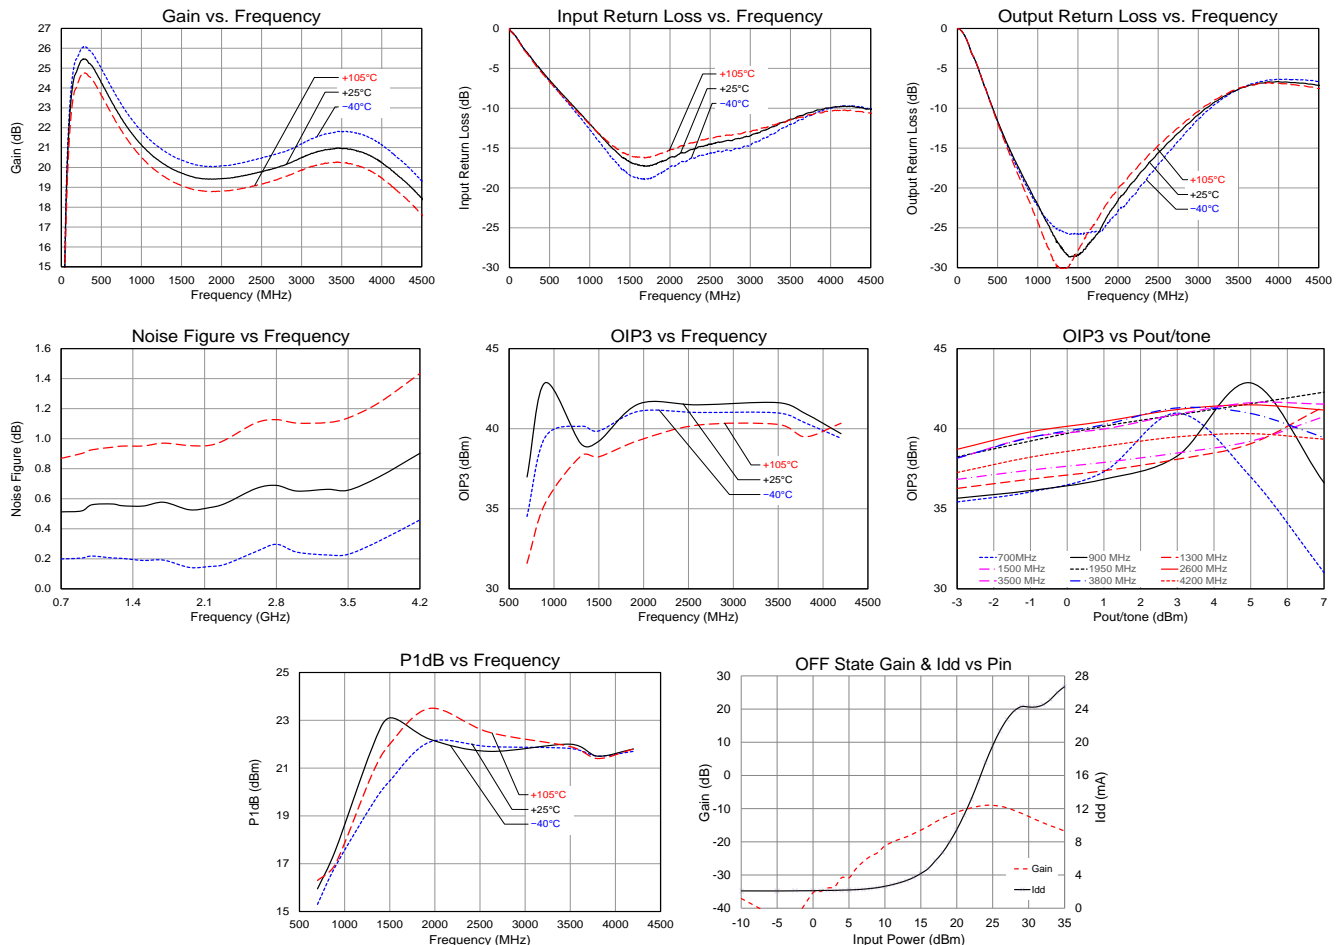 Gain vs. Frequency
27
26
25
24
23
22
21
20
19
18
17
16
15
Gain (dB)
+105°C
+25°C
−40°C
0 500 1000 1500 2000 2500 3000 3500 4000 4500
Frequency (MHz)
Input Return Loss vs. Frequency
0
-5
-10
-15
-20
-25
-30
Input Return Loss (dB)
+105°C
+25°C
−40°C
0 500 1000 1500 2000 2500 3000 3500 4000 4500
Frequency (MHz)
Output Return Loss vs. Frequency
0
-5
-10
-15
-20
-25
-30
Output Return Loss (dB)
+105°C
+25°C
−40°C
0 500 1000 1500 2000 2500 3000 3500 4000 4500
Frequency (MHz)
Noise Figure vs Frequency
1.6
1.4
1.2
1.0
0.8
0.6
0.4
0.2
0.0
Noise Figure (dB)
0.7 1.4 2.1 2.8 3.5 4.2
Frequency (GHz)
OIP3 vs Frequency
45
40
35
30
OIP3 (dBm)
+105°C
+25°C
−40°C
500 1000 1500 2000 2500 3000 3500 4000 4500
Frequency (MHz)
OIP3 vs Pout/tone
45
40
35
30
OIP3 (dBm)
700MHz 900 MHz 1300 MHz
1500 MHz 1950 MHz 2600 MHz
3500 MHz 3800 MHz 4200 MHz
-3 -2 -1 0 1 2 3 4 5 6 7
Pout/tone (dBm)
P1dB vs Frequency
25
23
21
19
17
15
P1dB (dBm)
+105°C
+25°C
−40°C
500 1000 1500 2000 2500 3000 3500 4000 4500
Frequency (MHz)
OFF State Gain & Idd vs Pin
30
20
10
0
-10
-20
-30
-40
Gain (dB)
28
24
20
16
12
8
4
0
Idd (mA)
Gain
Idd
-10 -5 0 5 10 15 20 25 30 35
Input Power (dBm)